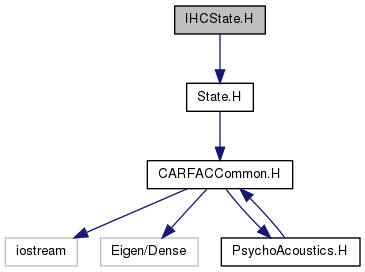 IHCState.H
State.H
CARFACCommon.H
iostream
Eigen/Dense
PsychoAcoustics.H